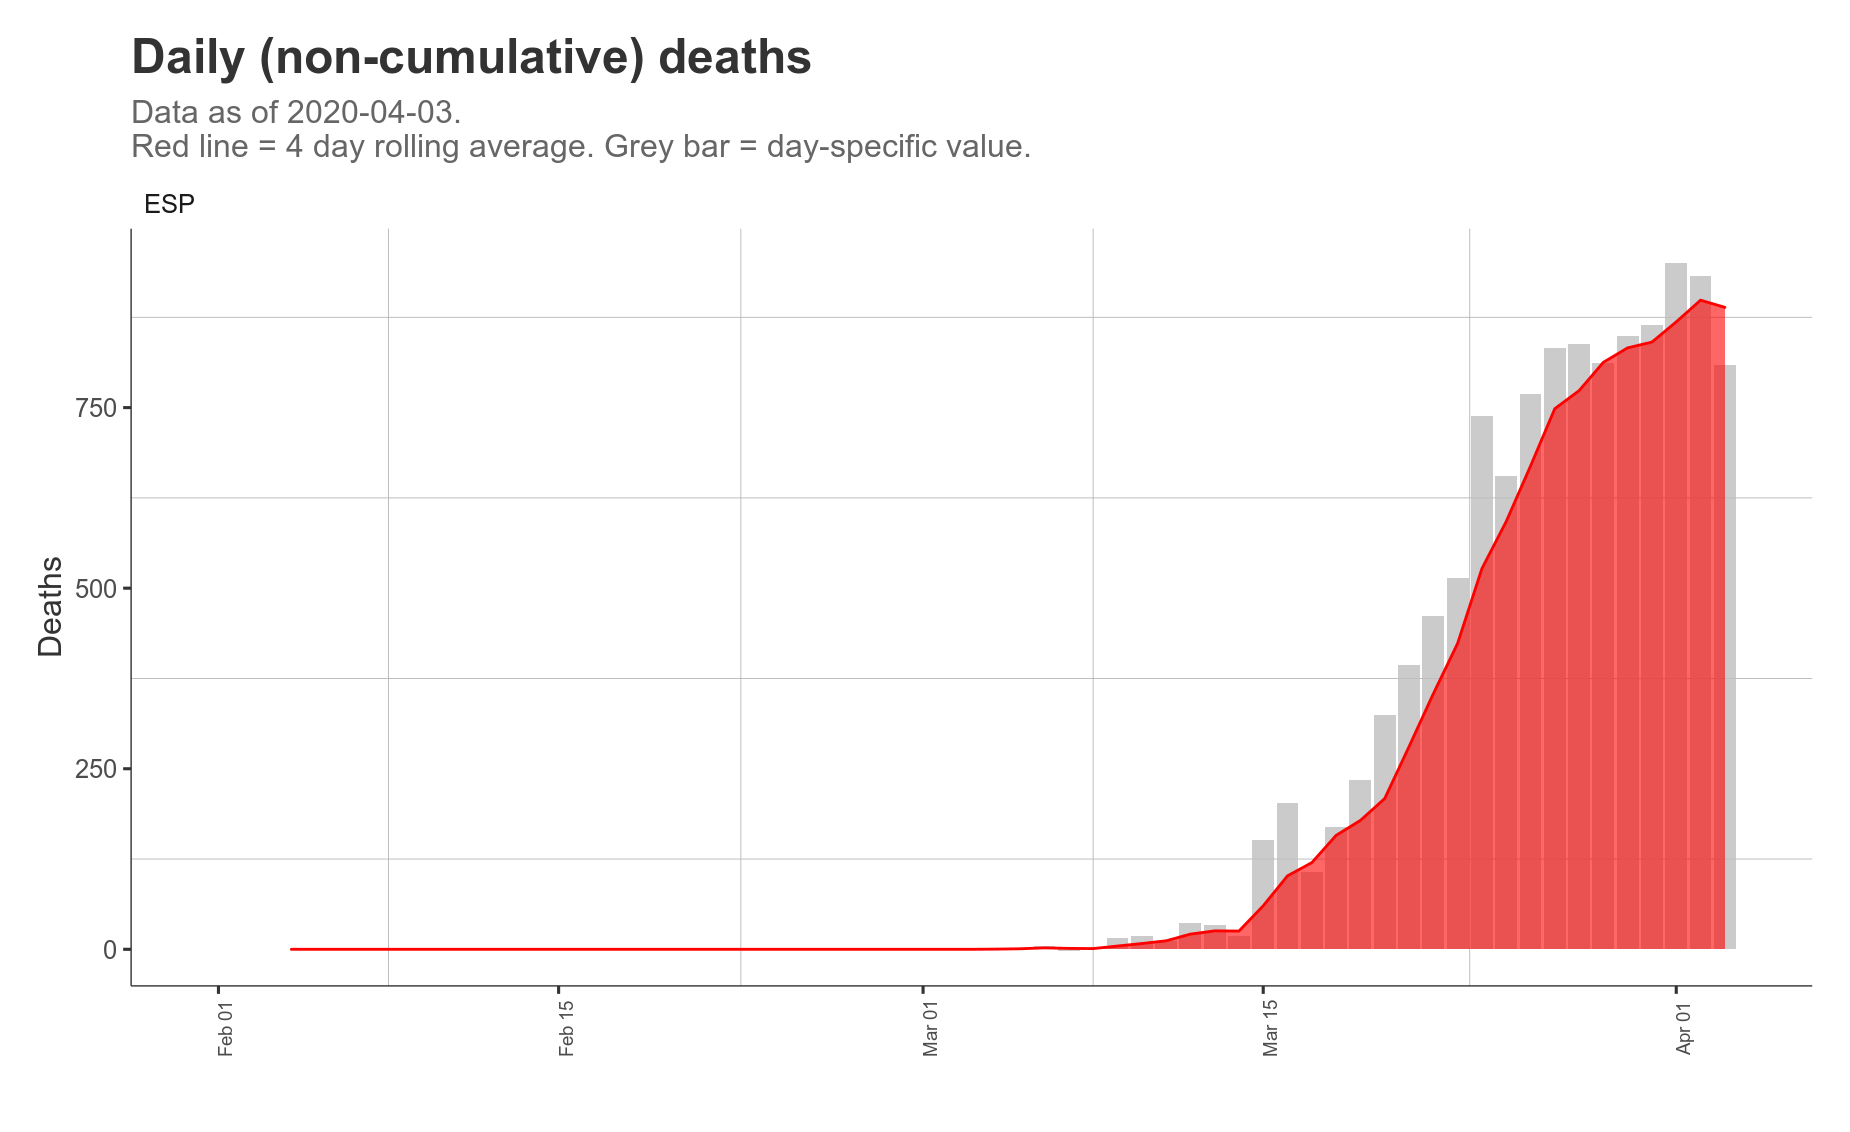 Daily (non-cumulative) deaths
Data as of 2020-04-03.
Red line = 4 day rolling average. Grey bar = day-specific value.
ESP
Deaths
750
500
250
0
Feb 01
Feb 15
Mar 01
Mar 15
Apr 01